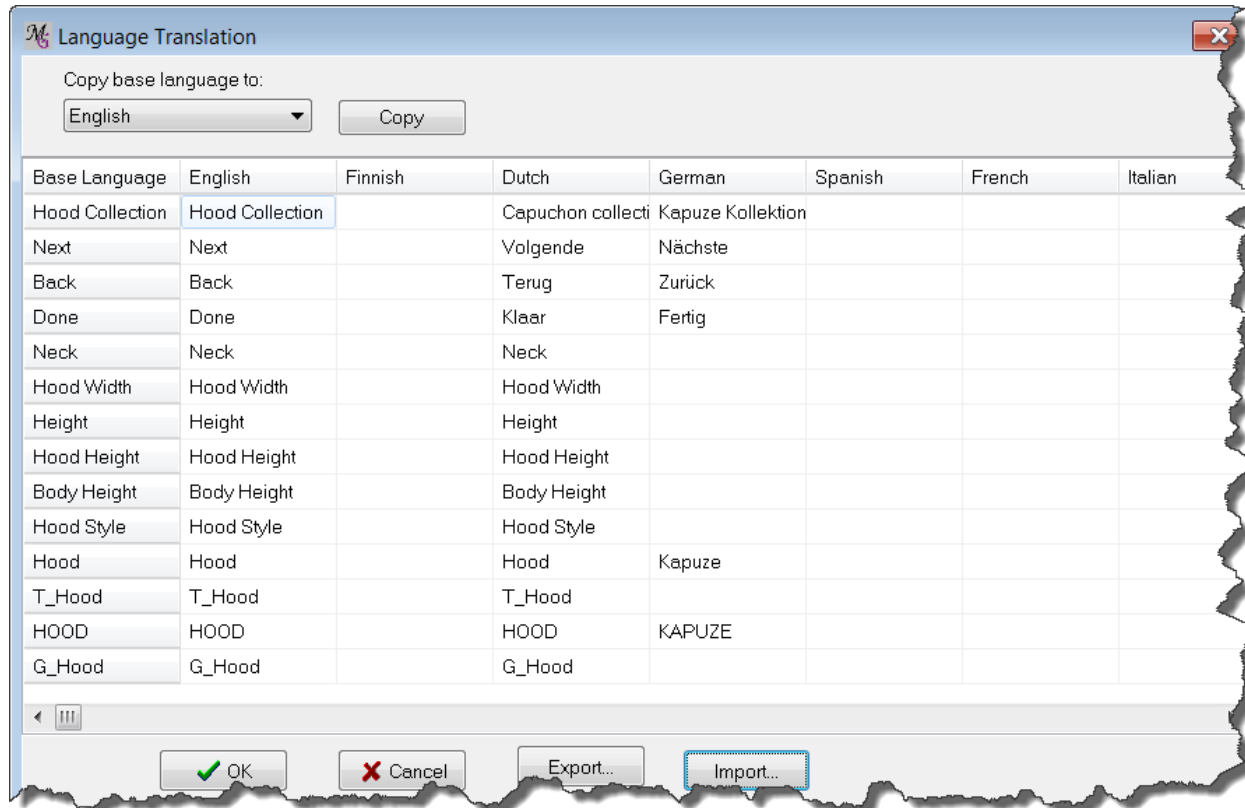 Language Translation
Copy base language to:
English Copy
Base Language English Finnish Dutch German Spanish French Italian
Hood Collection Hood Collection Capuchon collecti Kapuze Kollektion
Next Next Volgende Nächste
Back Back Terug Zurück
Done Done Klaar Fertig
Neck Neck Neck
Hood Width Hood Width Hood Width
Height Height Height
Hood Height Hood Height Hood Height
Body Height Body Height Body Height
Hood Style Hood Style Hood Style
Hood Hood Hood Kapuze
T_Hood T_Hood T_Hood
HOOD HOOD HOOD KAPUZE
G_Hood G_Hood G_Hood
OK Cancel Export... Import...